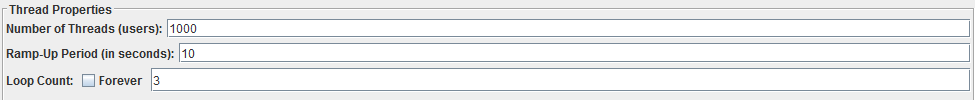 Thread Properties
Number of Threads (users): 1000
Ramp-Up Period (in seconds): 10
Loop Count: Forever 3